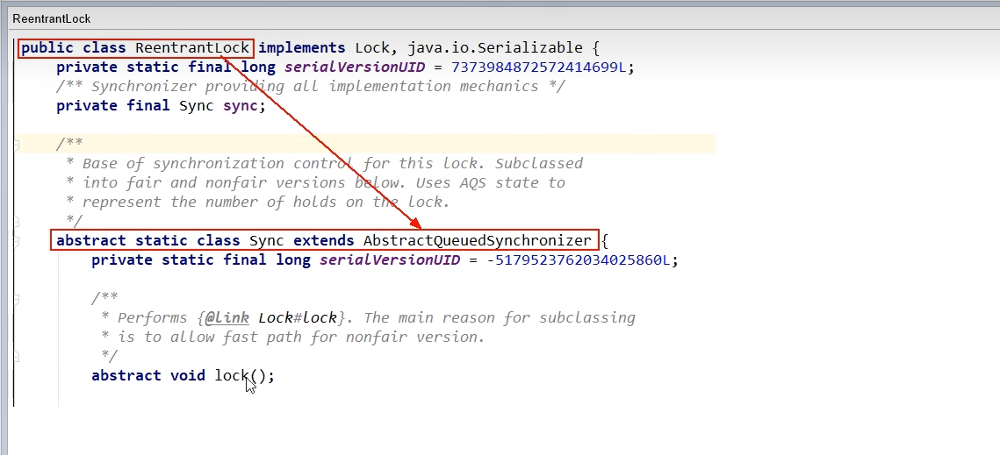 ReentrantLock
public class ReentrantLock implements Lock, java.io.Serializable {
private static final long serialVersionUID = 7373984872572414699L;
/** Synchronizer providing all implementation mechanics */
private final Sync sync;
/**
* Base of synchronization control for this lock. Subclassed
* into fair and nonfair versions below. Uses AQS state to
* represent the number of holds on the lock.
*/
abstract static class Sync extends AbstractQueuedSynchronizer {
private static final long serialVersionUID = -5179523762034025860L;
/**
* Performs {@link Lock#lock}. The main reason for subclassing
* is to allow fast path for nonfair version.
*/
abstract void lock();